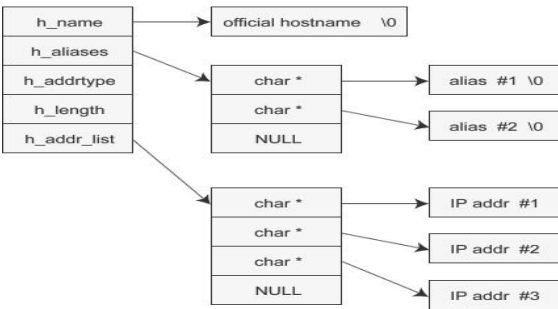 h_name
h_aliases
h_addrtype
h_length
h_addr_list
official hostname \0
char *
char *
NULL
alias #1 \0
alias #2 \0
char *
char *
char *
NULL
IP addr #1
IP addr #2
IP addr #3